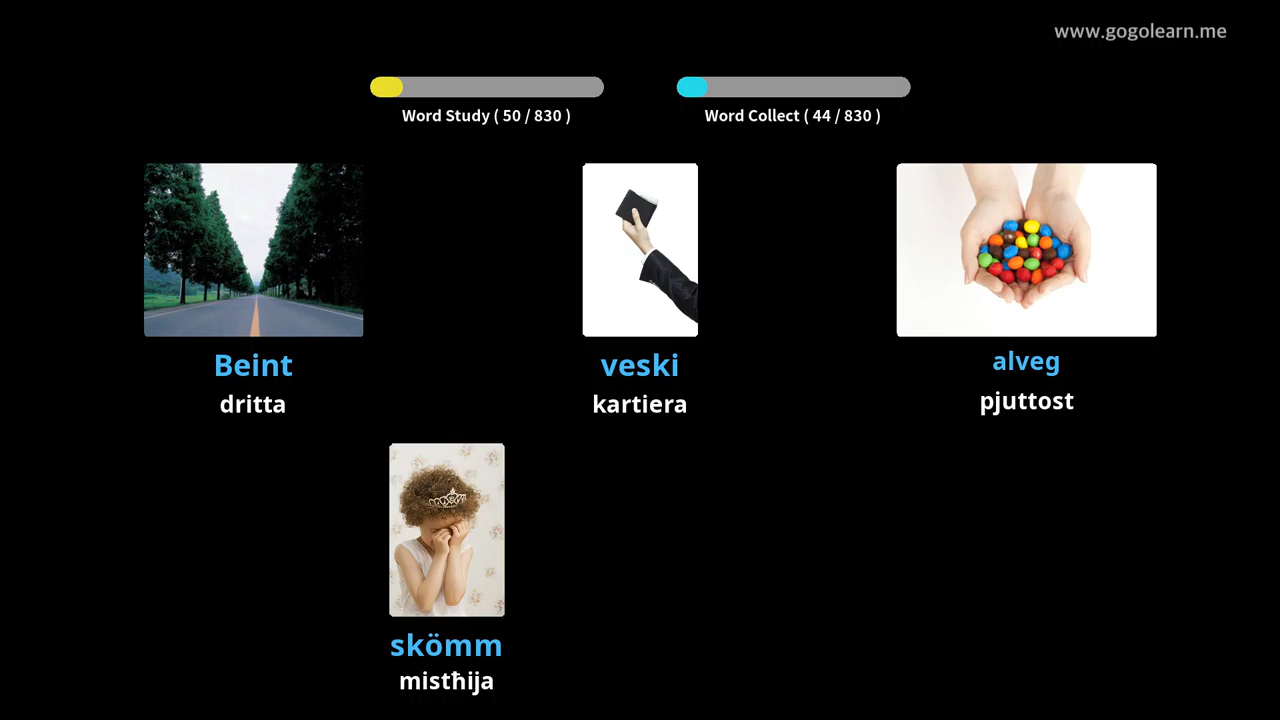 www.gogolearn.me
Word Study ( 50 / 830 )
Word Collect ( 44 / 830 )
Beint
dritta
veski
kartiera
alveg
pjuttost
skömm
mistħija